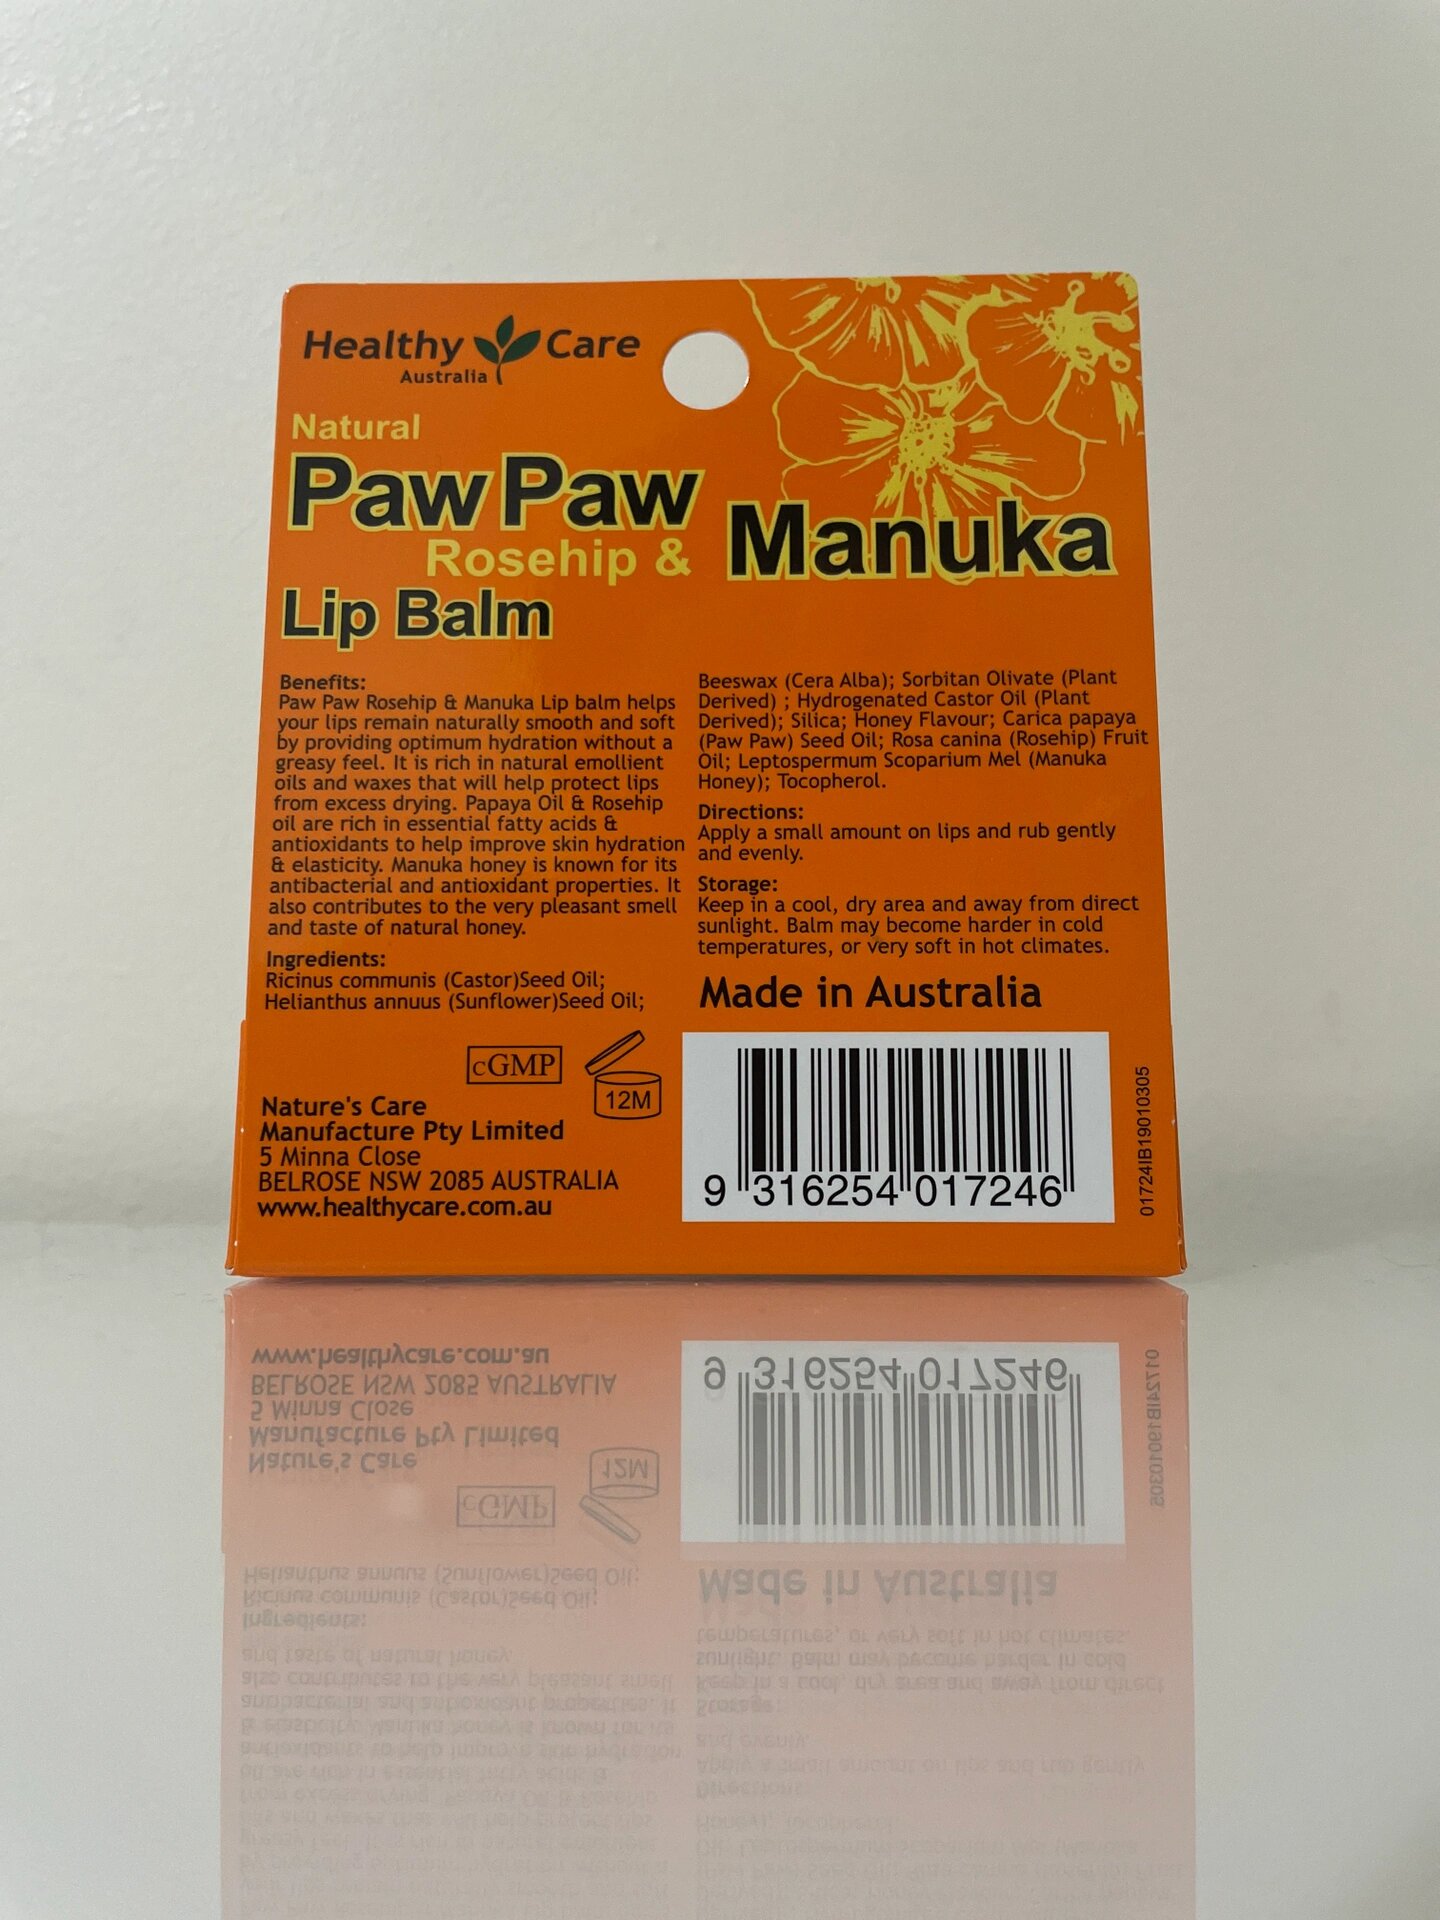 Healthy Care
Australia
Natural
Paw Paw
Rosehip & Manuka
Lip Balm
Benefits:
Paw Paw Rosehip & Manuka Lip balm helps
your lips remain naturally smooth and soft
by providing optimum hydration without a
greasy feel. It is rich in natural emollient
oils and waxes that will help protect lips
from excess drying. Papaya Oil & Rosehip
oil are rich in essential fatty acids &
antioxidants to help improve skin hydration
& elasticity. Manuka honey is known for its
antibacterial and antioxidant properties. It
also contributes to the very pleasant smell
and taste of natural honey.
Ingredients:
Ricinus communis (Castor)Seed Oil;
Helianthus annuus (Sunflower)Seed Oil;
Beeswax (Cera Alba); Sorbitan Olivate (Plant
Derived) ; Hydrogenated Castor Oil (Plant
Derived); Silica; Honey Flavour; Carica papaya
(Paw Paw) Seed Oil; Rosa canina (Rosehip) Fruit
Oil; Leptospermum Scoparium Mel (Manuka
Honey); Tocopherol.
Directions:
Apply a small amount on lips and rub gently
and evenly.
Storage:
Keep in a cool, dry area and away from direct
sunlight. Balm may become harder in cold
temperatures, or very soft in hot climates.
Made in Australia
cGMP
12M
Nature's Care
Manufacture Pty Limited
5 Minna Close
BELROSE NSW 2085 AUSTRALIA
www.healthycare.com.au
9 316254 017246
01724IB19010305